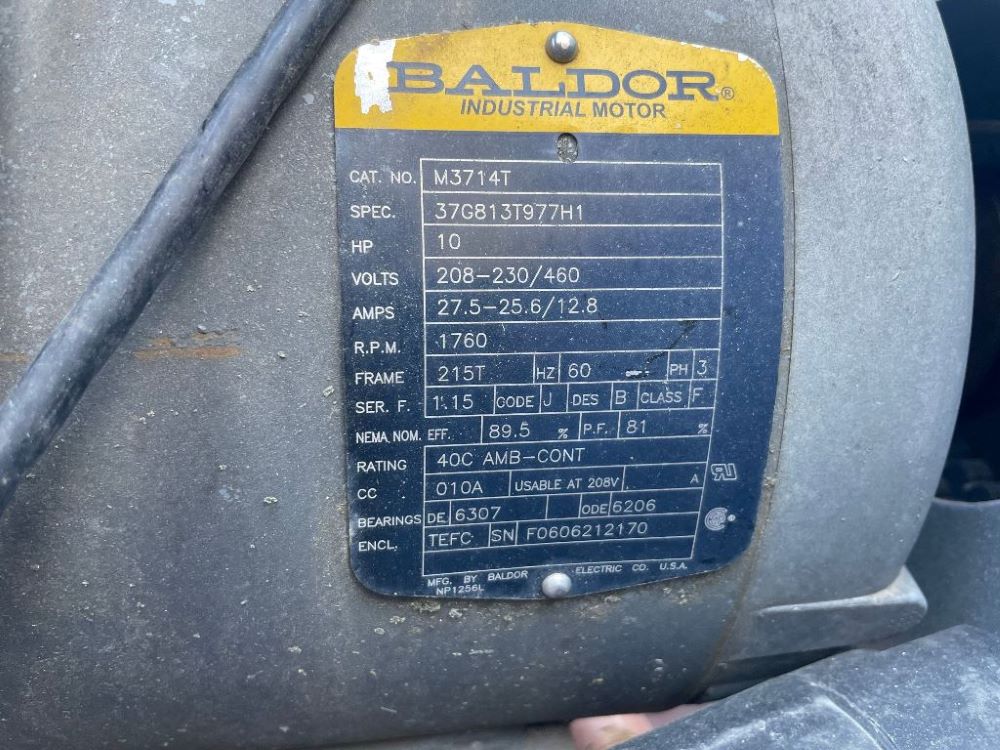 BALDOR®
INDUSTRIAL MOTOR
CAT. NO. M3714T
SPEC. 37G813T977H1
HP 10
VOLTS 208-230/460
AMPS 27.5-25.6/12.8
R.P.M. 1760
FRAME 215T HZ 60 PH 3
SER. F. 1.15 CODE J DES B CLASS F
NEMA NOM. EFF. 89.5 % P.F. 81 %
RATING 40C AMB-CONT
CC 010A USABLE AT 208V A
BEARINGS DE 6307 ODE 6206
ENCL. TEFC SN F0606212170
MFG. BY BALDOR ELECTRIC CO. U.S.A.
NP1256L